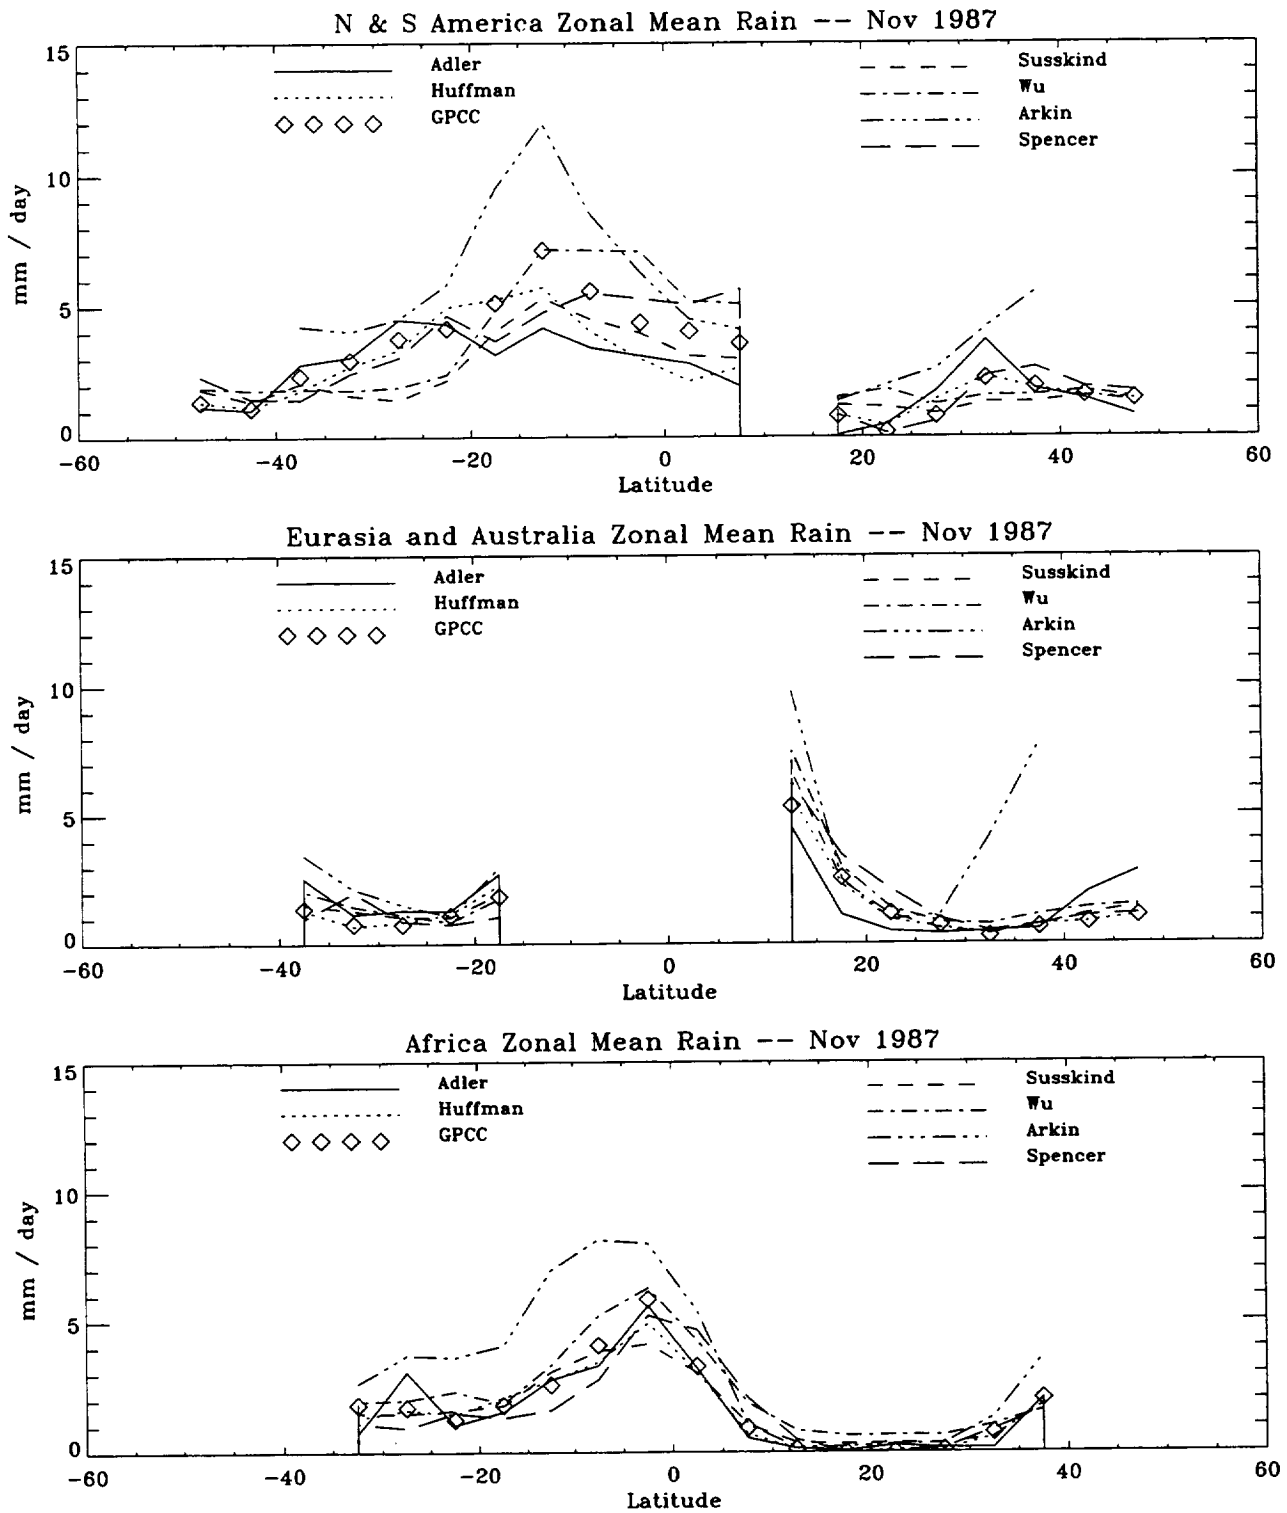 N & S America Zonal Mean Rain -- Nov 1987
15
10
5
0
mm / day
Adler
Huffman
GPCC
Susskind
Wu
Arkin
Spencer
-60 -40 -20 0 20 40 60
Latitude
Eurasia and Australia Zonal Mean Rain -- Nov 1987
15
10
5
0
mm / day
Adler
Huffman
GPCC
Susskind
Wu
Arkin
Spencer
-60 -40 -20 0 20 40 60
Latitude
Africa Zonal Mean Rain -- Nov 1987
15
10
5
0
mm / day
Adler
Huffman
GPCC
Susskind
Wu
Arkin
Spencer
-60 -40 -20 0 20 40 60
Latitude